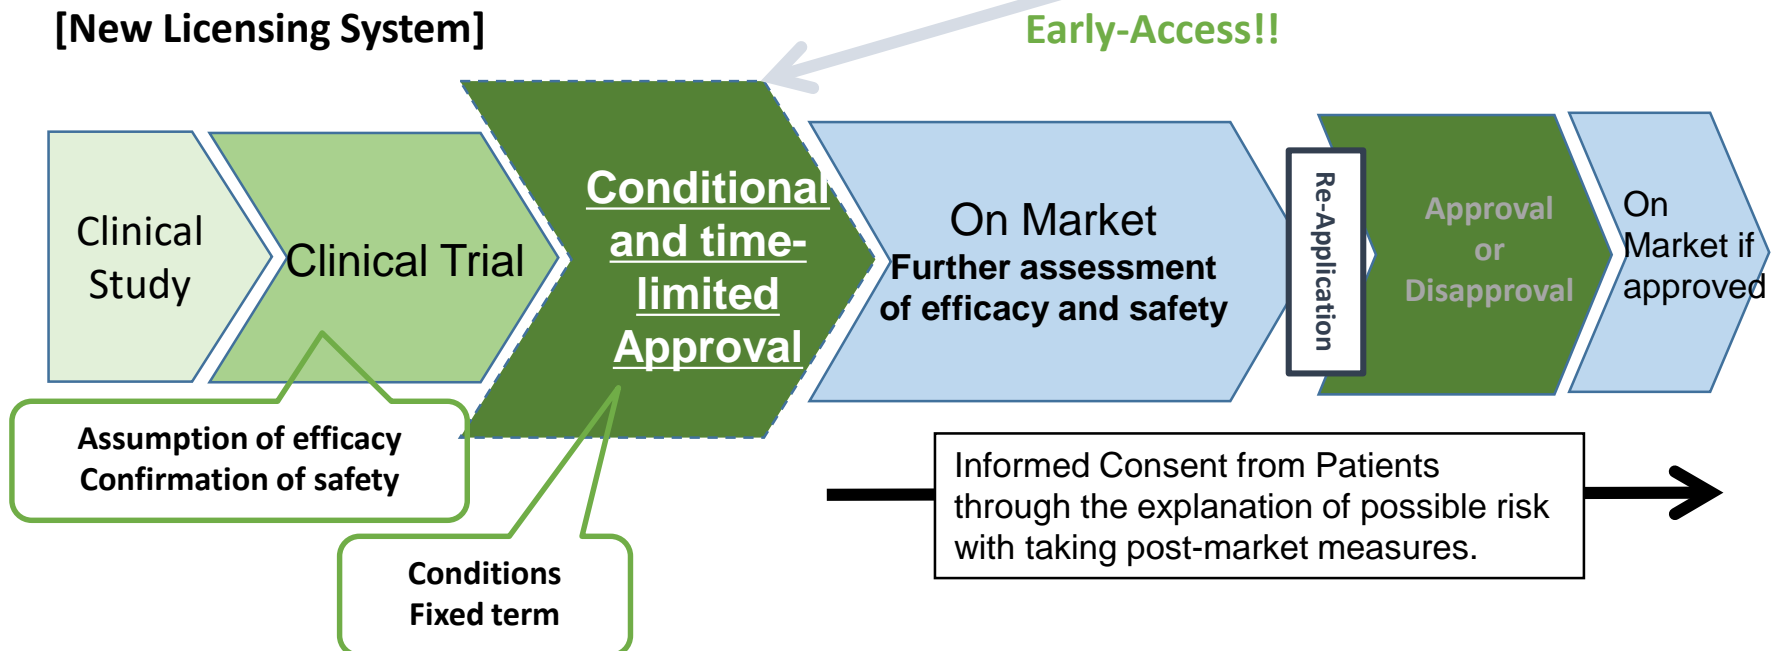 [New Licensing System]
Early-Access!!
Clinical
Study
Clinical Trial
Conditional
and time-
limited
Approval
On Market
Further assessment
of efficacy and safety
Re-Application
Approval
or
Disapproval
On
Market if
approved
Assumption of efficacy
Confirmation of safety
Conditions
Fixed term
Informed Consent from Patients
through the explanation of possible risk
with taking post-market measures.